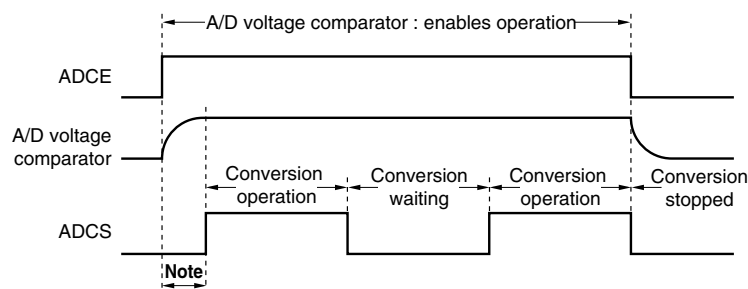 A/D voltage comparator : enables operation
ADCE
A/D voltage
comparator
Conversion
operation
Conversion
waiting
Conversion
operation
Conversion
stopped
ADCS
Note